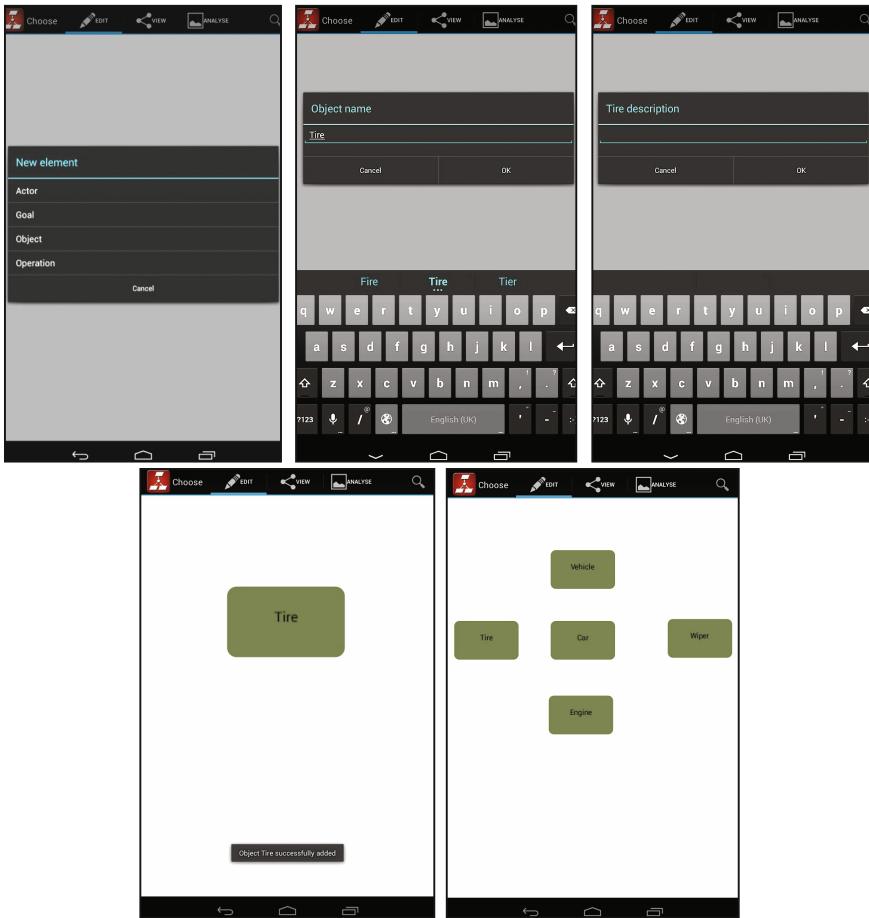 Choose EDIT VIEW ANALYSE
New element
Actor
Goal
Object
Operation
Cancel
Choose EDIT VIEW ANALYSE
Object name
Tire
Cancel OK
Fire Tire Tier
q w e r t y u i o p
a s d f g h j k l
z x c v b n m , ! . ?
?123 / @ English (UK) ' " - _ :-
Choose EDIT VIEW ANALYSE
Tire description
Cancel OK
q w e r t y u i o p
a s d f g h j k l
z x c v b n m , ! . ?
?123 / @ English (UK) ' " - _ :
Choose EDIT VIEW ANALYSE
Tire
Object Tire successfully added
Choose EDIT VIEW ANALYSE
Vehicle
Tire Car Wiper
Engine